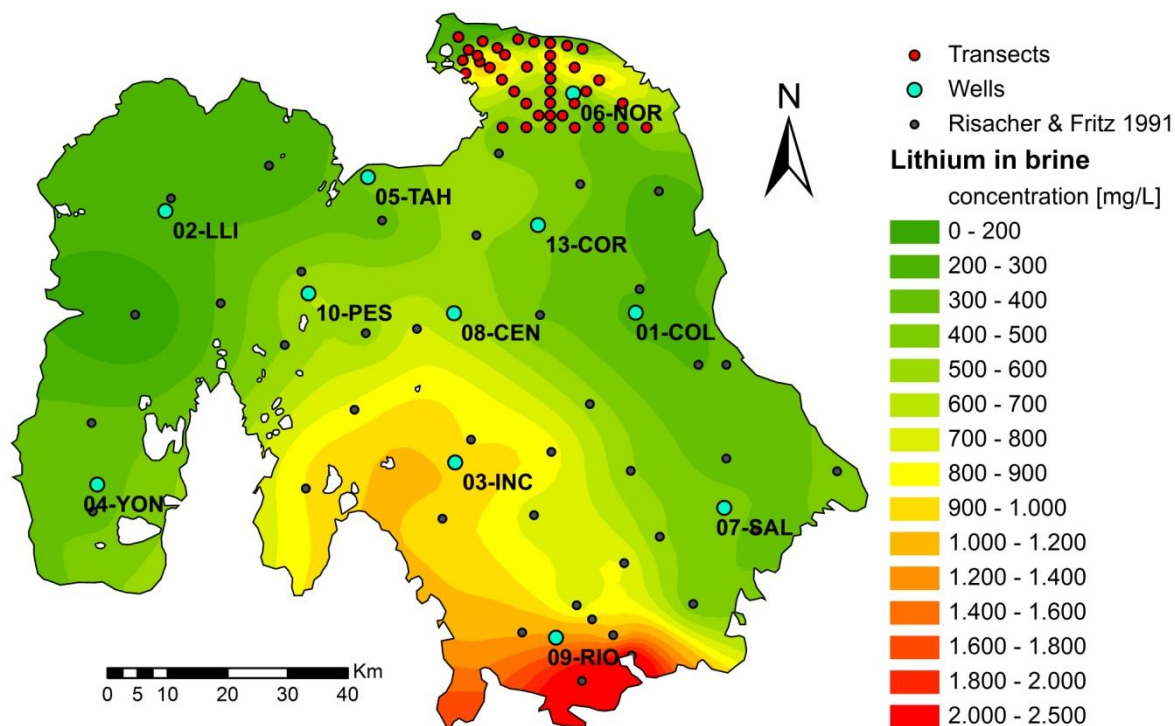 Transects
Wells
Risacher & Fritz 1991
Lithium in brine
concentration [mg/L]
0 - 200
200 - 300
300 - 400
400 - 500
500 - 600
600 - 700
700 - 800
800 - 900
900 - 1.000
1.000 - 1.200
1.200 - 1.400
1.400 - 1.600
1.600 - 1.800
1.800 - 2.000
2.000 - 2.500
N
06-NOR
05-TAH
02-LLI
13-COR
10-PES
08-CEN
01-COL
03-INC
04-YON
07-SAL
09-RIO
Km
0 5 10 20 30 40